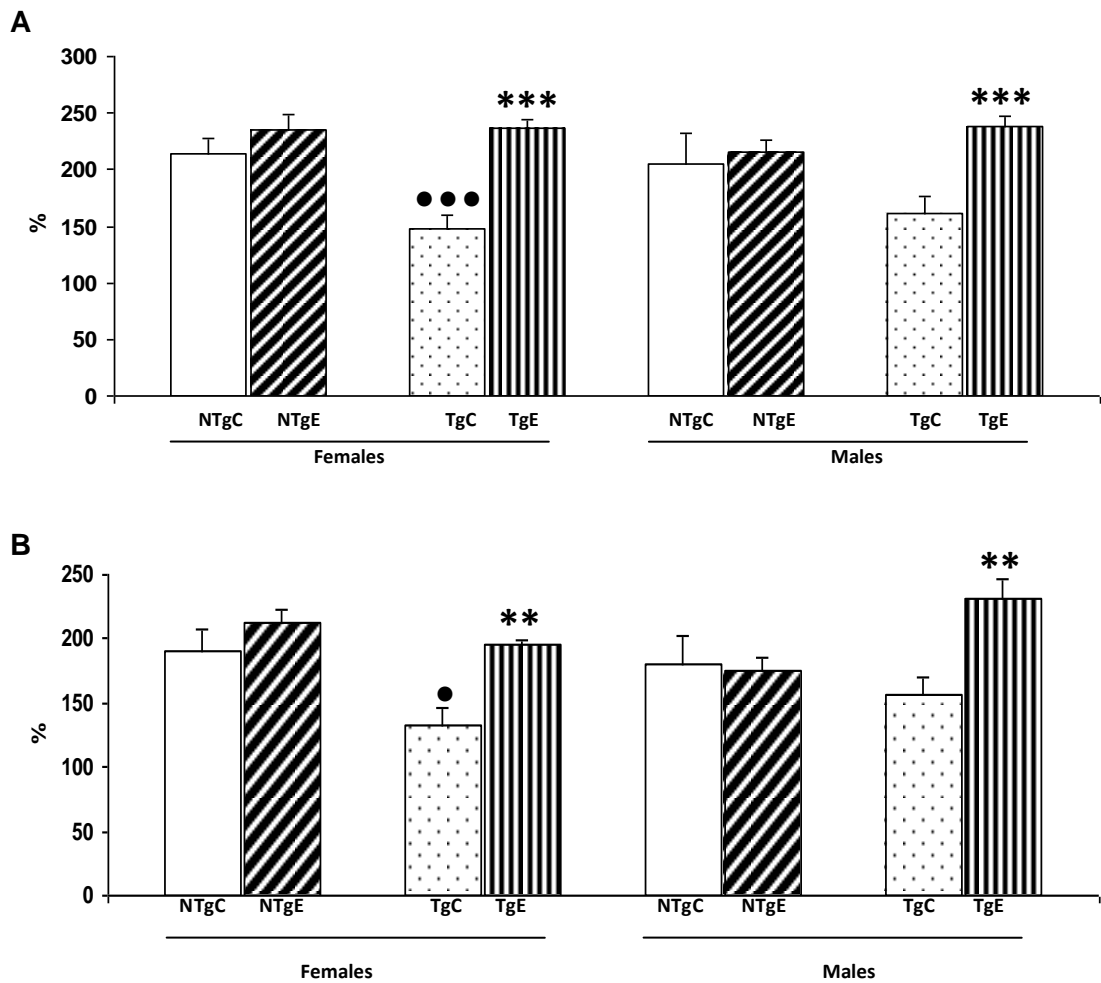 A
300
250
200
150
100
50
0
%
● ● ●
***
***
NTgC NTgE TgC TgE NTgC NTgE TgC TgE
Females Males
B
250
200
150
100
50
0
%
●
**
**
NTgC NTgE TgC TgE NTgC NTgE TgC TgE
Females Males